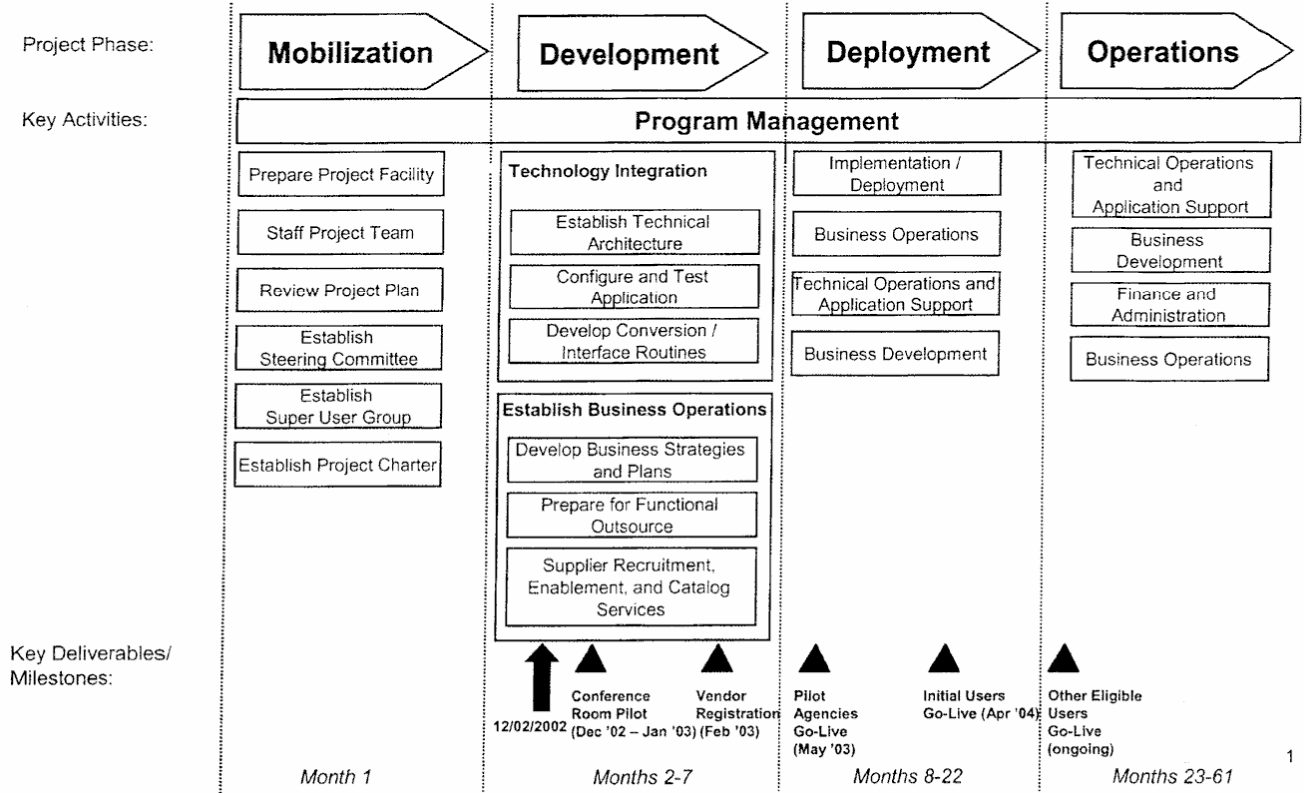 Project Phase:
Mobilization
Development
Deployment
Operations
Key Activities:
Program Management
Prepare Project Facility
Staff Project Team
Review Project Plan
Establish
Steering Committee
Establish
Super User Group
Establish Project Charter
Technology Integration
Establish Technical
Architecture
Configure and Test
Application
Develop Conversion /
Interface Routines
Establish Business Operations
Develop Business Strategies
and Plans
Prepare for Functional
Outsource
Supplier Recruitment,
Enablement, and Catalog
Services
Implementation /
Deployment
Business Operations
Technical Operations and
Application Support
Business Development
Technical Operations
and
Application Support
Business
Development
Finance and
Administration
Business Operations
Key Deliverables/
Milestones:
12/02/2002
Conference
Room Pilot
(Dec '02 – Jan '03)
Vendor
Registration
(Feb '03)
Pilot
Agencies
Go-Live
(May '03)
Initial Users
Go-Live (Apr '04)
Other Eligible
Users
Go-Live
(ongoing)
1
Month 1
Months 2-7
Months 8-22
Months 23-61